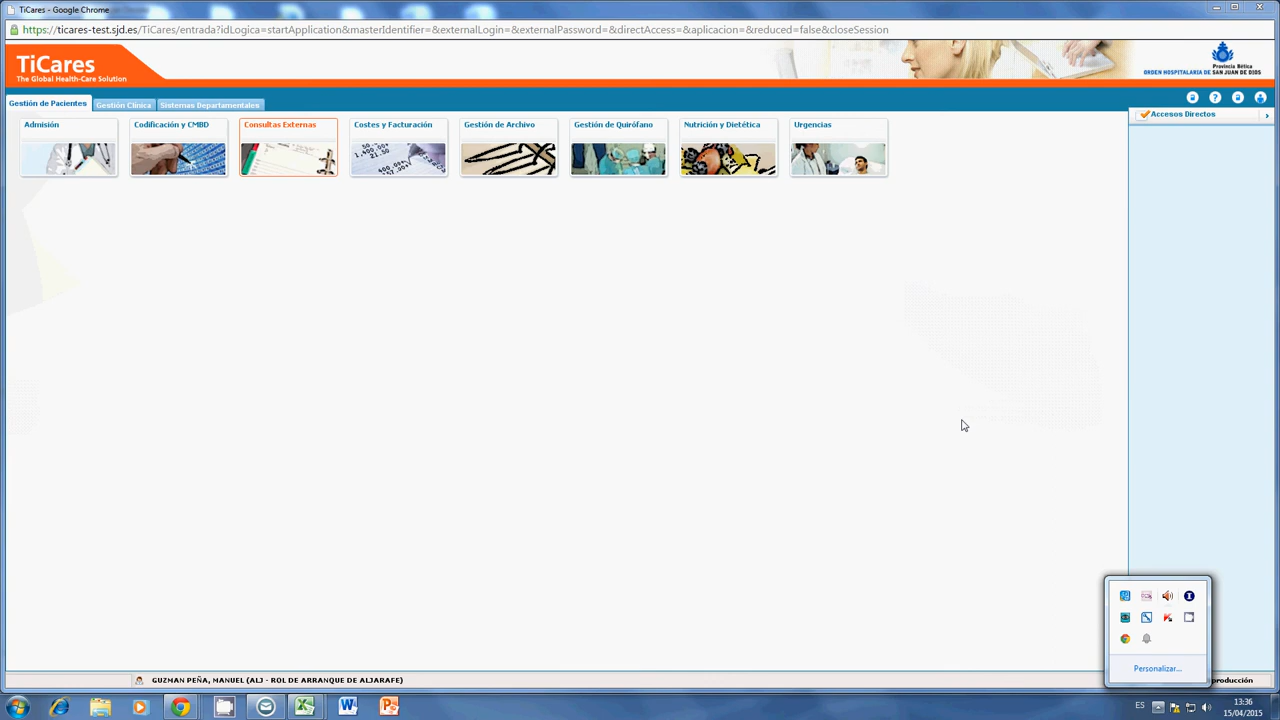 TiCares - Google Chrome
https://ticares-test.sjd.es/TiCares/entrada?idLogica=startApplication&masterIdentifier=&externalLogin=&externalPassword=&directAccess=&aplicacion=&reduced=false&closeSession
TiCares
The Global Health-Care Solution
Provincia Bética
ORDEN HOSPITALARIA DE SAN JUAN DE DIOS
Gestión de Pacientes
Gestión Clínica
Sistemas Departamentales
Accesos Directos
Admisión
Codificación y CMBD
Consultas Externas
Costes y Facturación
Gestión de Archivo
Gestión de Quirófano
Nutrición y Dietética
Urgencias
Personalizar...
GUZMAN PEÑA, MANUEL (ALJ - ROL DE ARRANQUE DE ALJARAFE)
producción
ES
13:36
15/04/2015